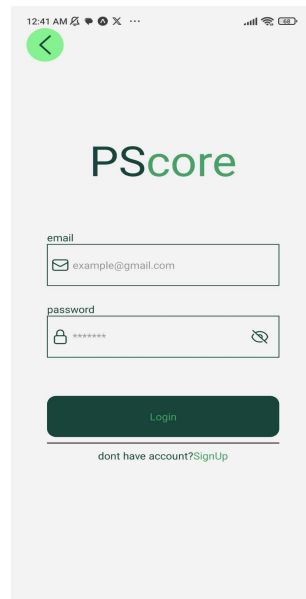 12:41 AM ... 68
PScore
email
example@gmail.com
password
*******
Login
dont have account?SignUp